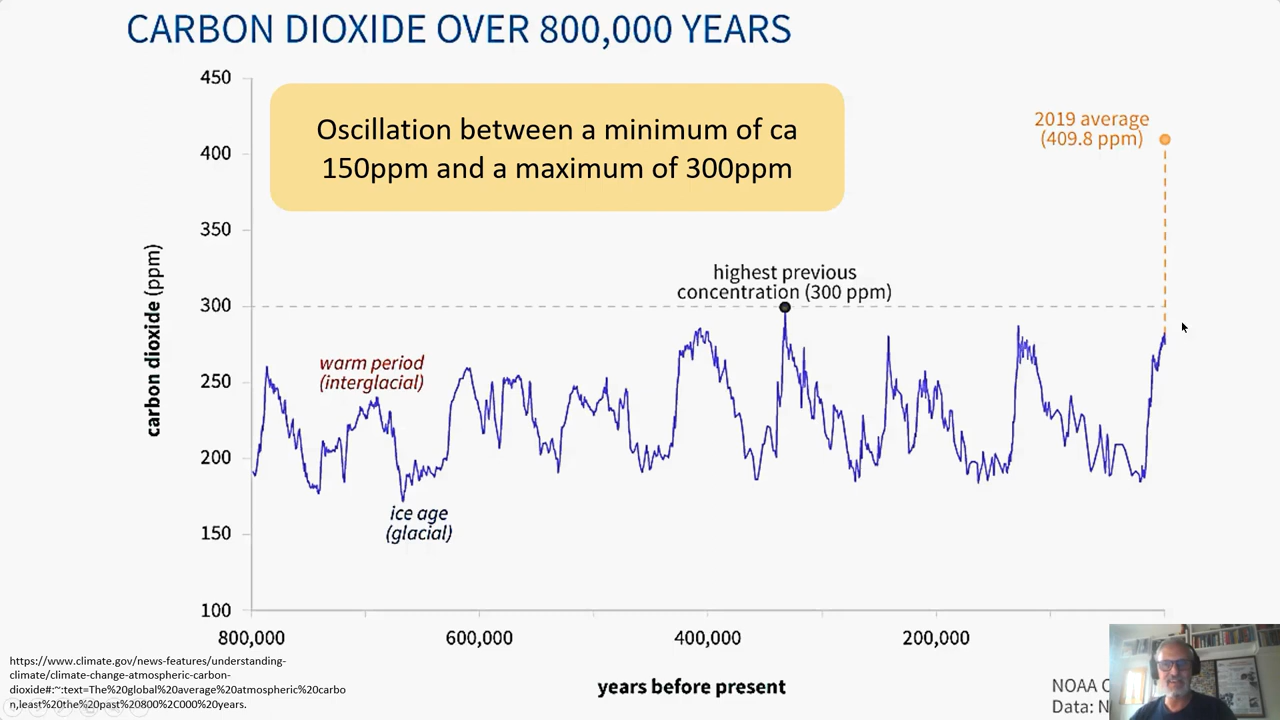 CARBON DIOXIDE OVER 800,000 YEARS
450
400
350
300
250
200
150
100
carbon dioxide (ppm)
Oscillation between a minimum of ca
150ppm and a maximum of 300ppm
2019 average
(409.8 ppm)
highest previous
concentration (300 ppm)
warm period
(interglacial)
ice age
(glacial)
800,000
600,000
400,000
200,000
years before present
https://www.climate.gov/news-features/understanding-
climate/climate-change-atmospheric-carbon-
dioxide#:~:text=The%20global%20average%20atmospheric%20carbo
n,least%20the%20past%20800%2C000%20years.
NOAA C
Data: N